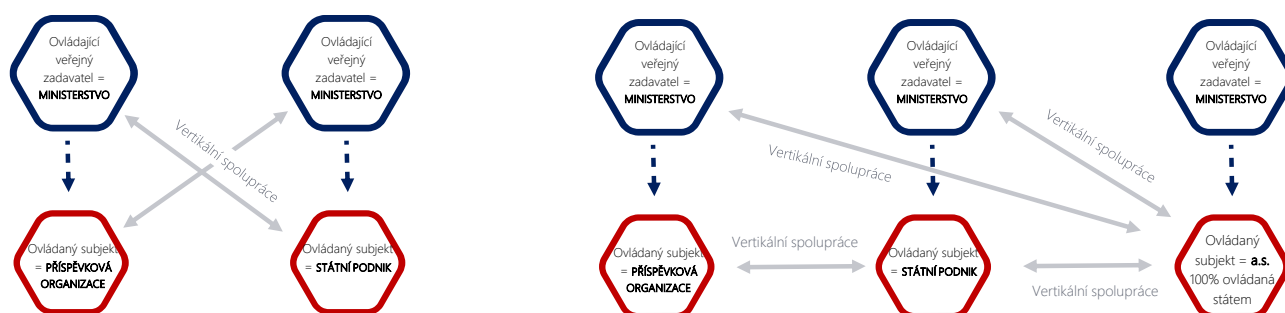 Ovládající
veřejný
zadavatel =
MINISTERSTVO
Ovládající
veřejný
zadavatel =
MINISTERSTVO
Vertikální spolupráce
Ovládaný subjekt
= PŘÍSPĚVKOVÁ
ORGANIZACE
Ovládaný subjekt
= STÁTNÍ PODNIK
Ovládající
veřejný
zadavatel =
MINISTERSTVO
Ovládající
veřejný
zadavatel =
MINISTERSTVO
Ovládající
veřejný
zadavatel =
MINISTERSTVO
Vertikální spolupráce
Vertikální spolupráce
Ovládaný subjekt
= PŘÍSPĚVKOVÁ
ORGANIZACE
Vertikální spolupráce
Ovládaný subjekt
= STÁTNÍ PODNIK
Vertikální spolupráce
Ovládaný
subjekt = a.s.
100% ovládaná
státem